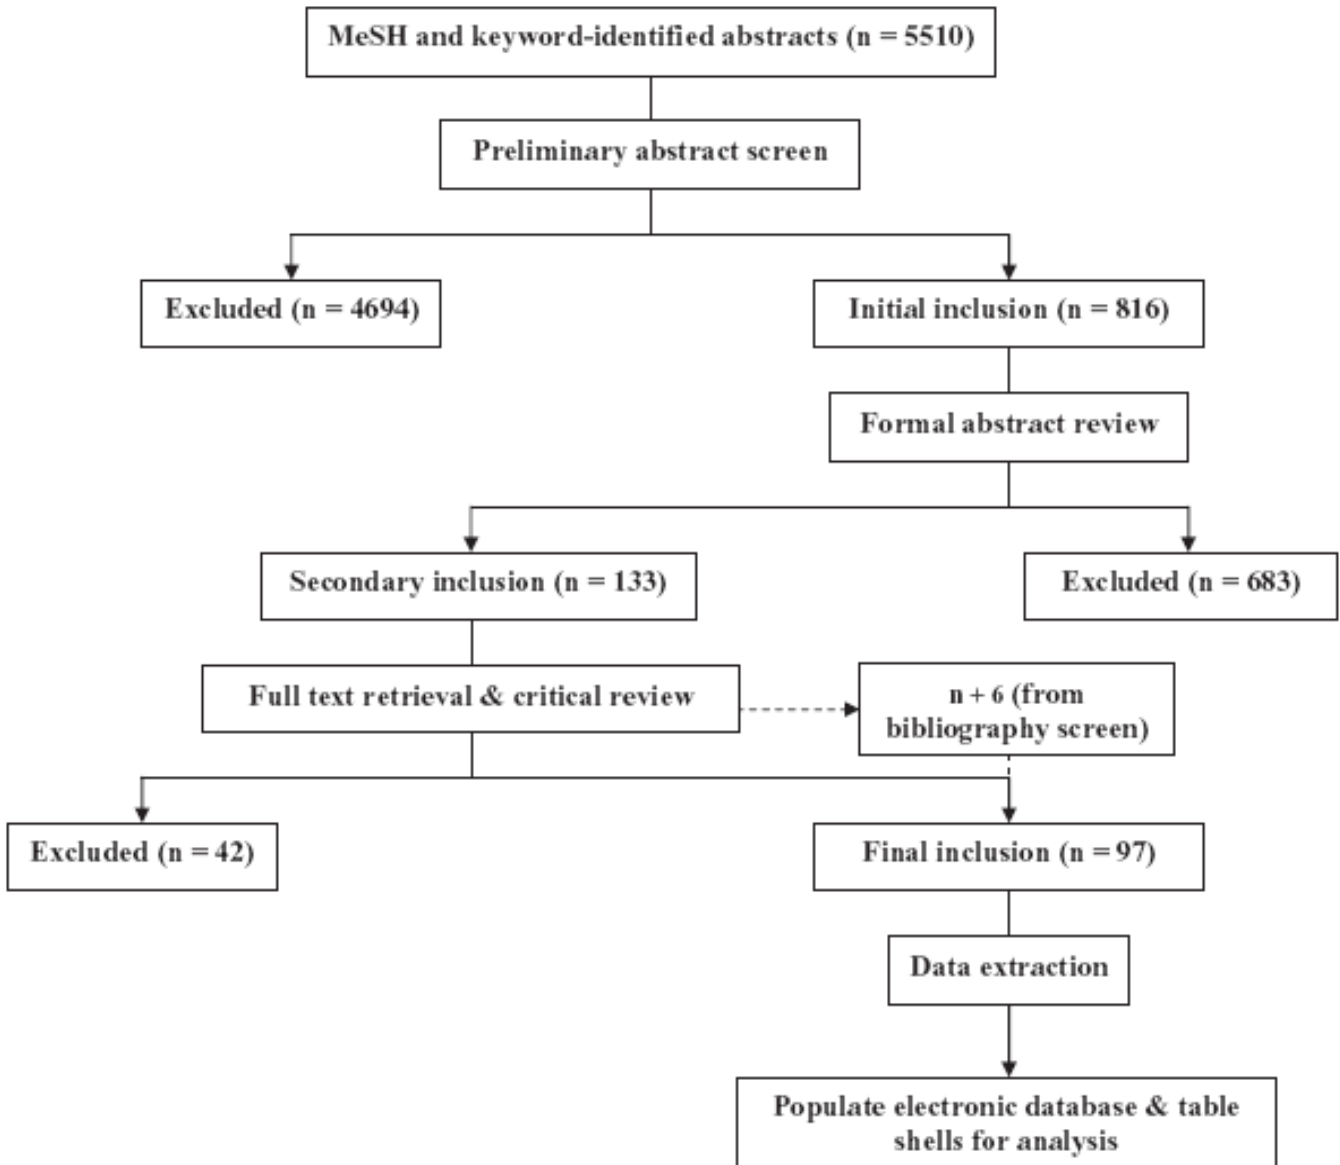 MeSH and keyword-identified abstracts (n = 5510)
Preliminary abstract screen
Excluded (n = 4694)
Initial inclusion (n = 816)
Formal abstract review
Secondary inclusion (n = 133)
Excluded (n = 683)
Full text retrieval & critical review
n + 6 (from
bibliography screen)
Excluded (n = 42)
Final inclusion (n = 97)
Data extraction
Populate electronic database & table
shells for analysis